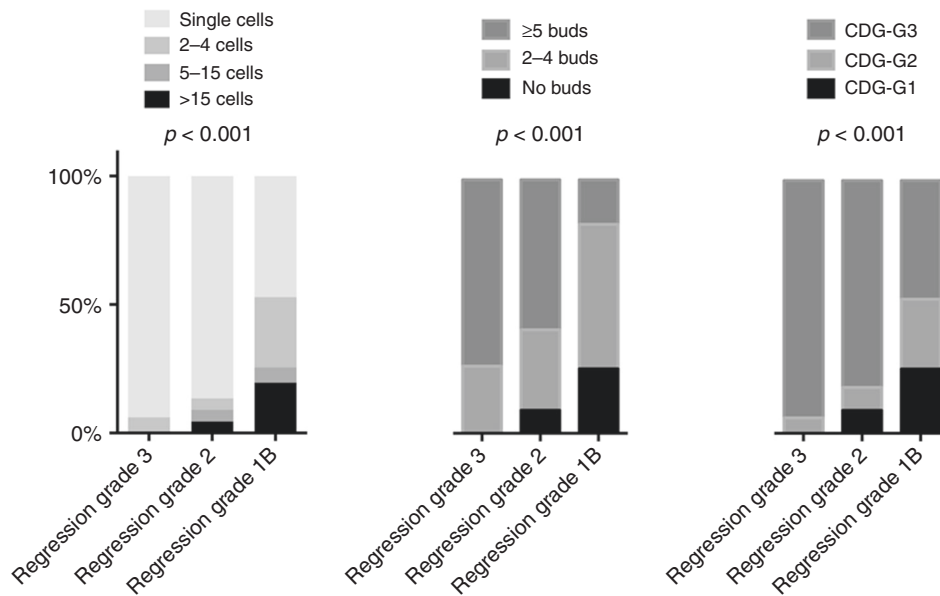 Single cells
2–4 cells
5–15 cells
>15 cells
p < 0.001
100%
50%
0%
Regression grade 3
Regression grade 2
Regression grade 1B
≥5 buds
2–4 buds
No buds
p < 0.001
Regression grade 3
Regression grade 2
Regression grade 1B
CDG-G3
CDG-G2
CDG-G1
p < 0.001
Regression grade 3
Regression grade 2
Regression grade 1B